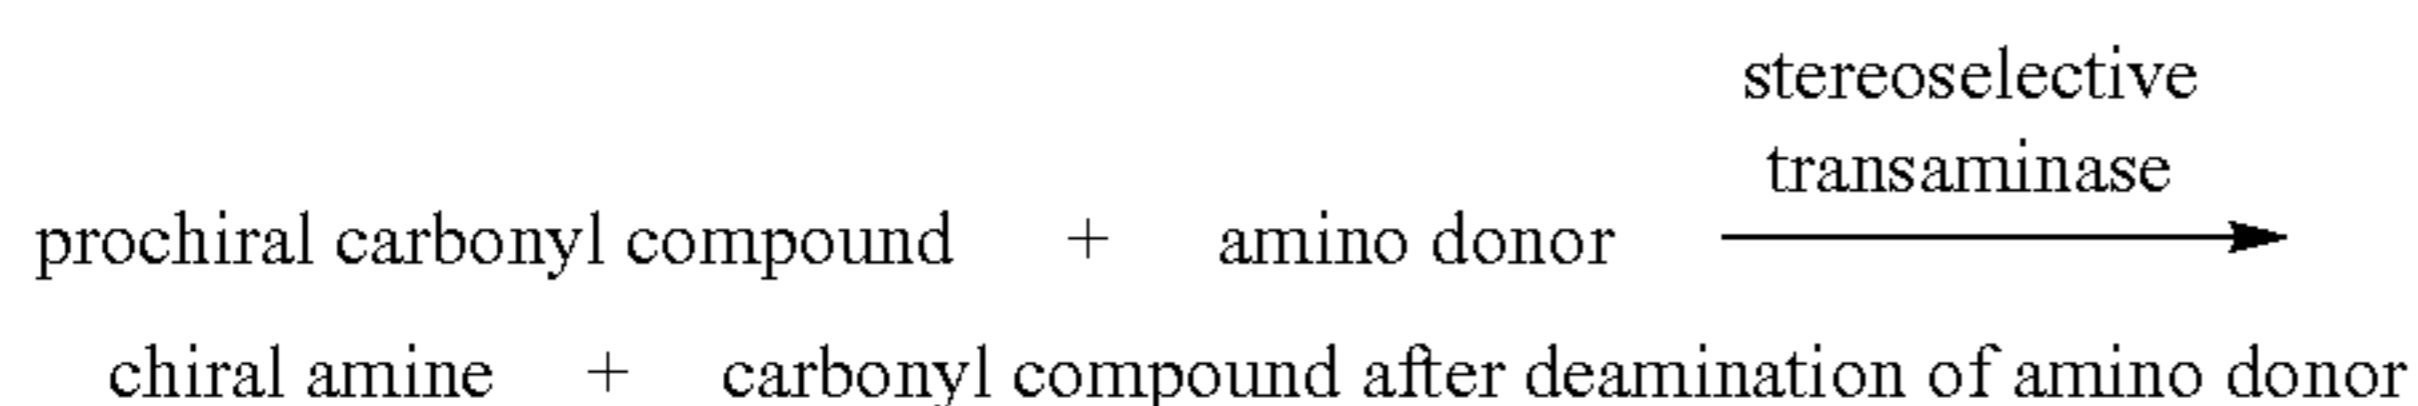 stereoselective
transaminase
prochiral carbonyl compound + amino donor
chiral amine + carbonyl compound after deamination of amino donor